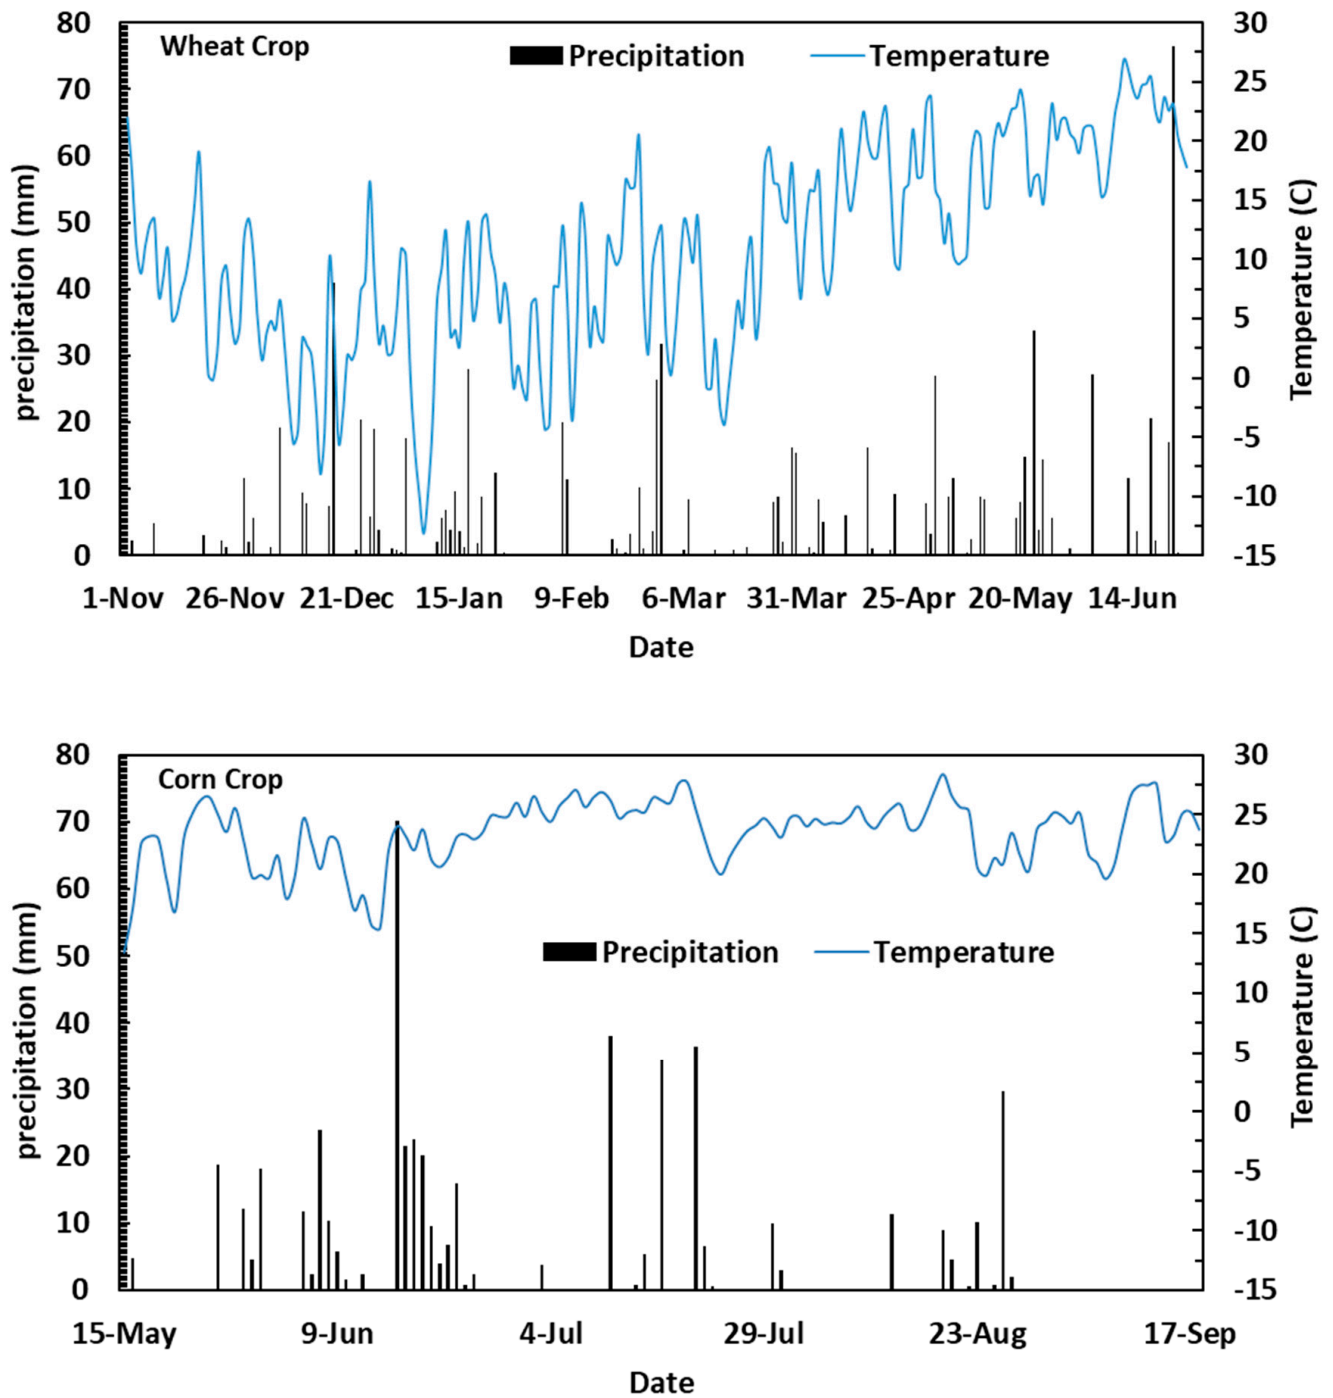 80
70
60
50
40
30
20
10
0
precipitation (mm)
Wheat Crop
Precipitation
Temperature
30
25
20
15
10
5
0
-5
-10
-15
Temperature (C)
1-Nov 26-Nov 21-Dec 15-Jan 9-Feb 6-Mar 31-Mar 25-Apr 20-May 14-Jun
Date
80
70
60
50
40
30
20
10
0
precipitation (mm)
Corn Crop
Precipitation
Temperature
30
25
20
15
10
5
0
-5
-10
-15
Temperature (C)
15-May 9-Jun 4-Jul 29-Jul 23-Aug 17-Sep
Date